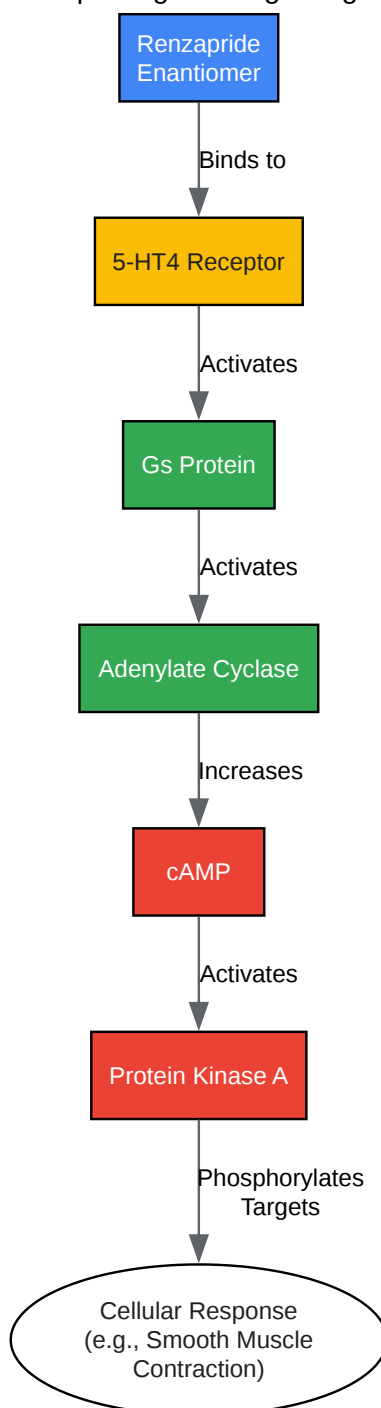 Renzapride
Enantiomer
Binds to
5-HT4 Receptor
Activates
Gs Protein
Activates
Adenylate Cyclase
Increases
cAMP
Activates
Protein Kinase A
Phosphorylates
Targets
Cellular Response
(e.g., Smooth Muscle
Contraction)